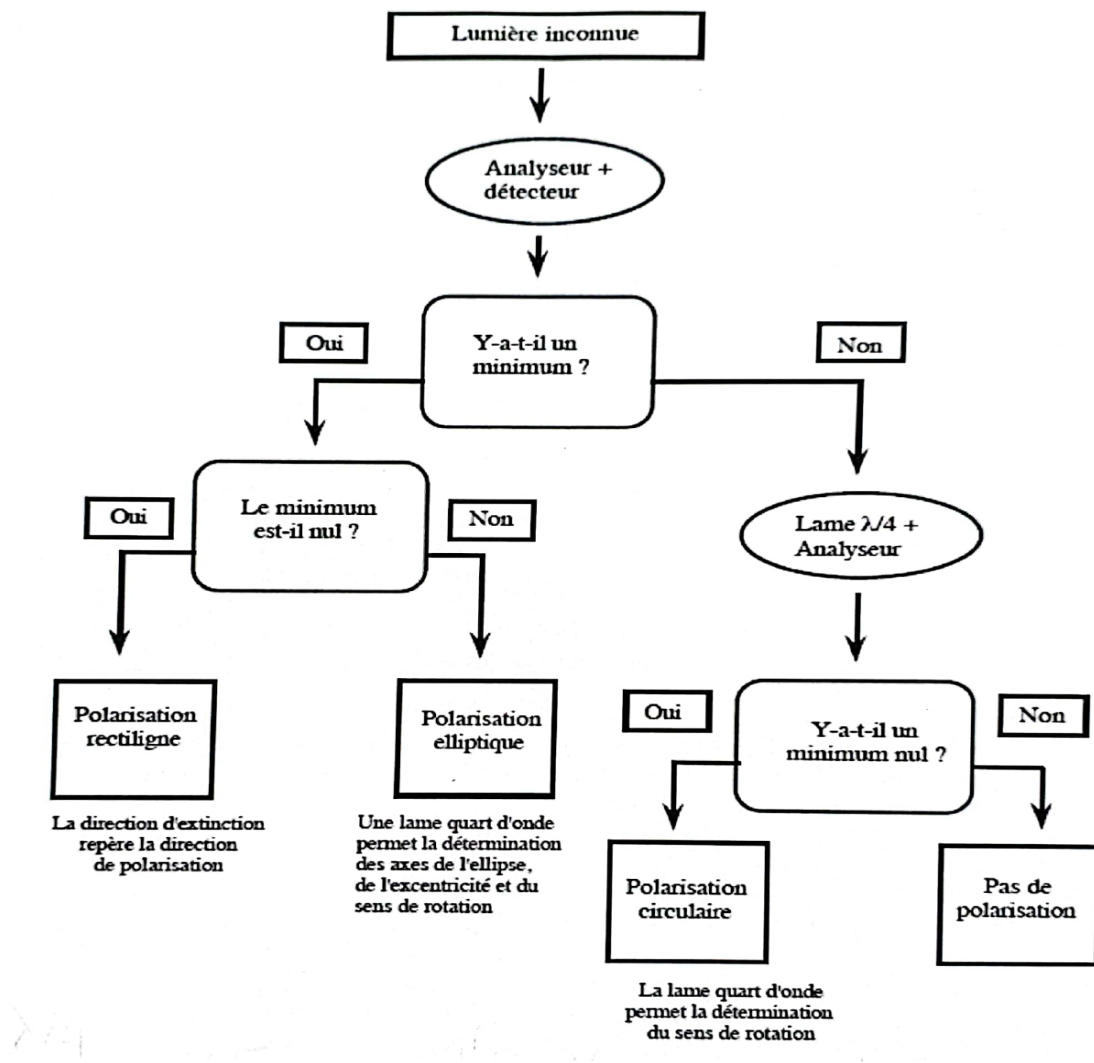 Lumière inconnue
Analyseur +
détecteur
Y-a-t-il un
minimum ?
Oui
Non
Le minimum
est-il nul ?
Oui
Non
Lame λ/4 +
Analyseur
Polarisation
rectiligne
Polarisation
elliptique
Oui
Y-a-t-il un
minimum nul ?
Non
La direction d'extinction
repère la direction
de polarisation
Une lame quart d'onde
permet la détermination
des axes de l'ellipse,
de l'excentricité et du
sens de rotation
Polarisation
circulaire
Pas de
polarisation
La lame quart d'onde
permet la détermination
du sens de rotation